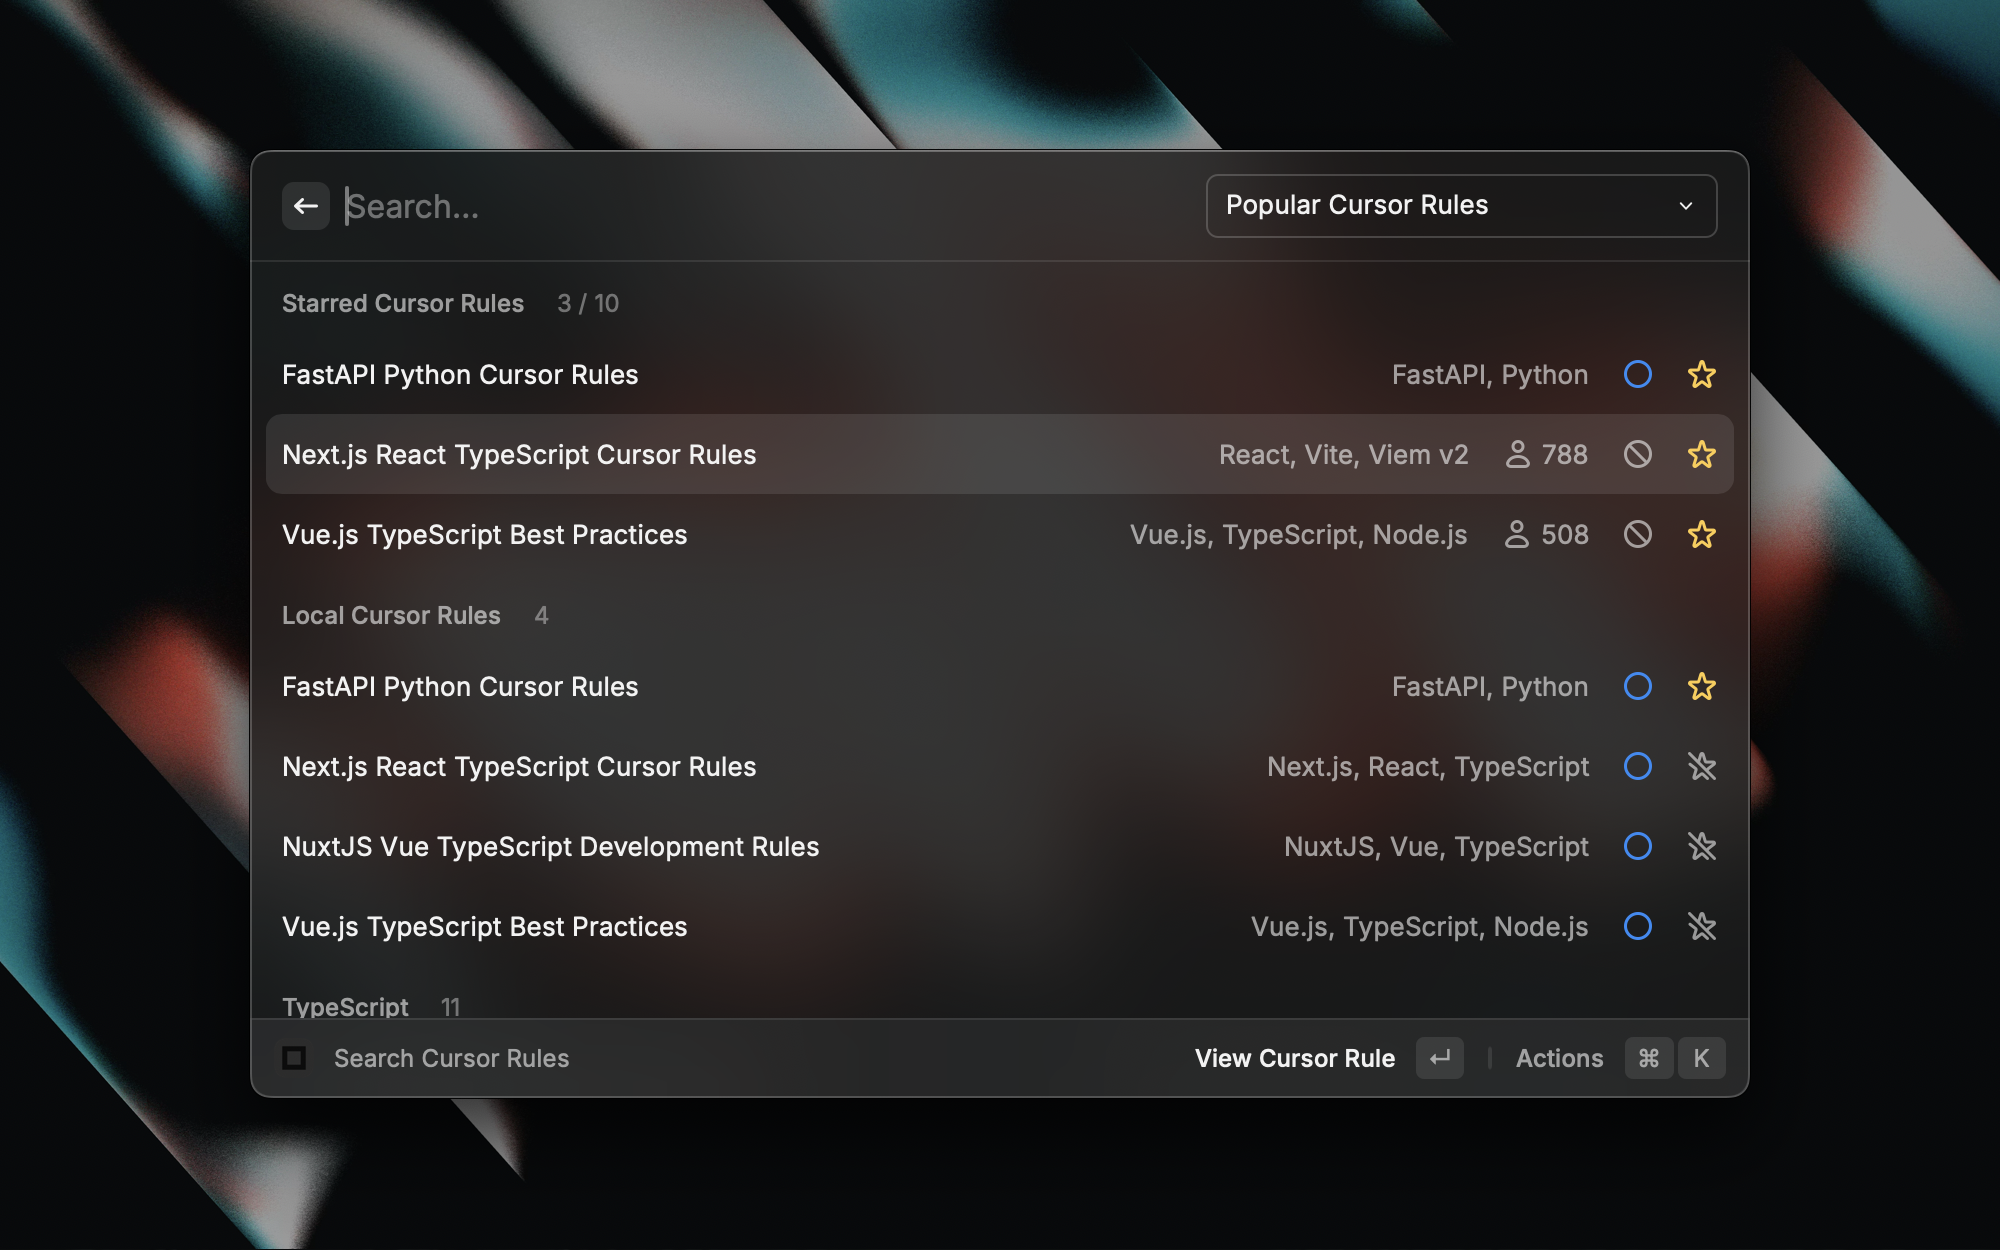 Search...
Popular Cursor Rules
Starred Cursor Rules 3 / 10
FastAPI Python Cursor Rules FastAPI, Python
Next.js React TypeScript Cursor Rules React, Vite, Viem v2 788
Vue.js TypeScript Best Practices Vue.js, TypeScript, Node.js 508
Local Cursor Rules 4
FastAPI Python Cursor Rules FastAPI, Python
Next.js React TypeScript Cursor Rules Next.js, React, TypeScript
NuxtJS Vue TypeScript Development Rules NuxtJS, Vue, TypeScript
Vue.js TypeScript Best Practices Vue.js, TypeScript, Node.js
TypeScript 11
Search Cursor Rules View Cursor Rule ↵ Actions ⌘ K